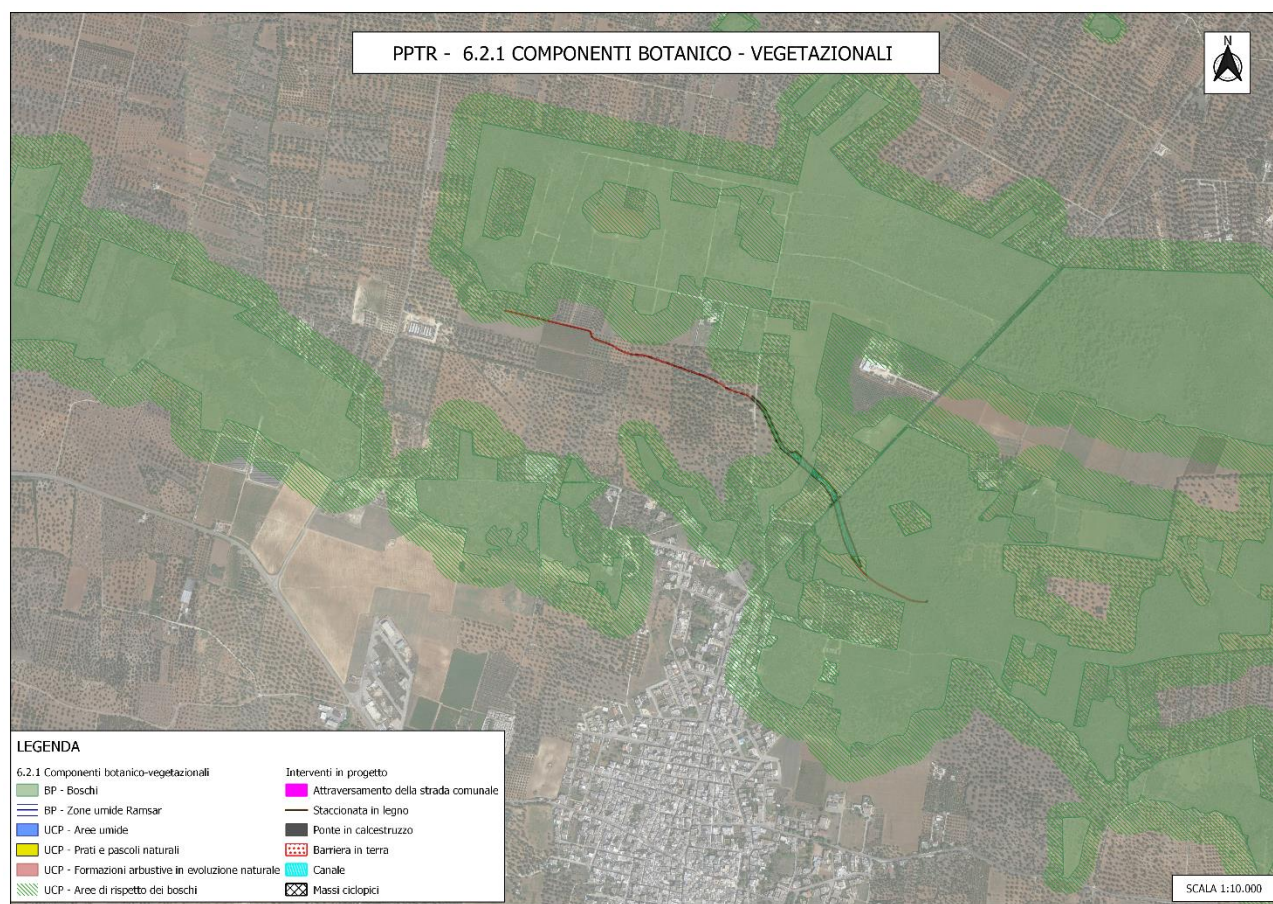 PPTR - 6.2.1 COMPONENTI BOTANICO - VEGETAZIONALI
N
LEGENDA
6.2.1 Componenti botanico-vegetazionali
BP - Boschi
BP - Zone umide Ramsar
UCP - Aree umide
UCP - Prati e pascoli naturali
UCP - Formazioni arbustive in evoluzione naturale
UCP - Aree di rispetto dei boschi
Interventi in progetto
Attraversamento della strada comunale
Staccionata in legno
Ponte in calcestruzzo
Barriera in terra
Canale
Massi ciclopici
SCALA 1:10.000